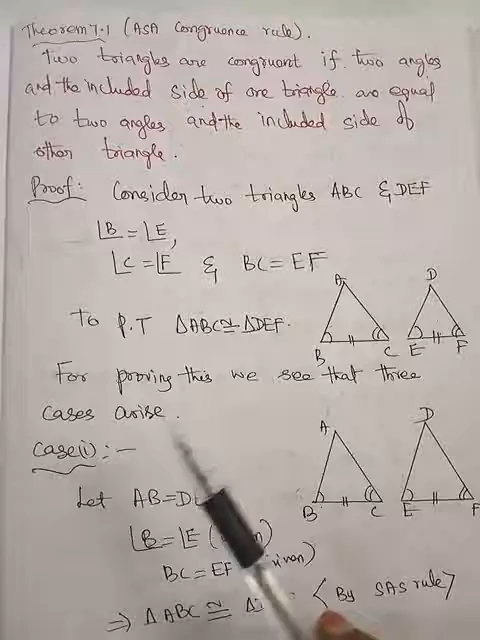 Theorem 7.1 (ASA Congruence rule).
Two triangles are congruent if two angles
and the included side of one triangle are equal
to two angles and the included side of
other triangle.
Proof: Consider two triangles ABC & DEF
∠B = ∠E,
∠C = ∠F & BC = EF
To P.T ΔABC ≅ ΔDEF.
A D
B C E F
For proving this we see that three
cases arise.
Case(i):-
A D
B C E F
Let AB = D
∠B = ∠E
BC = EF
⇒ ΔABC ≅ Δ (By SAS rule)